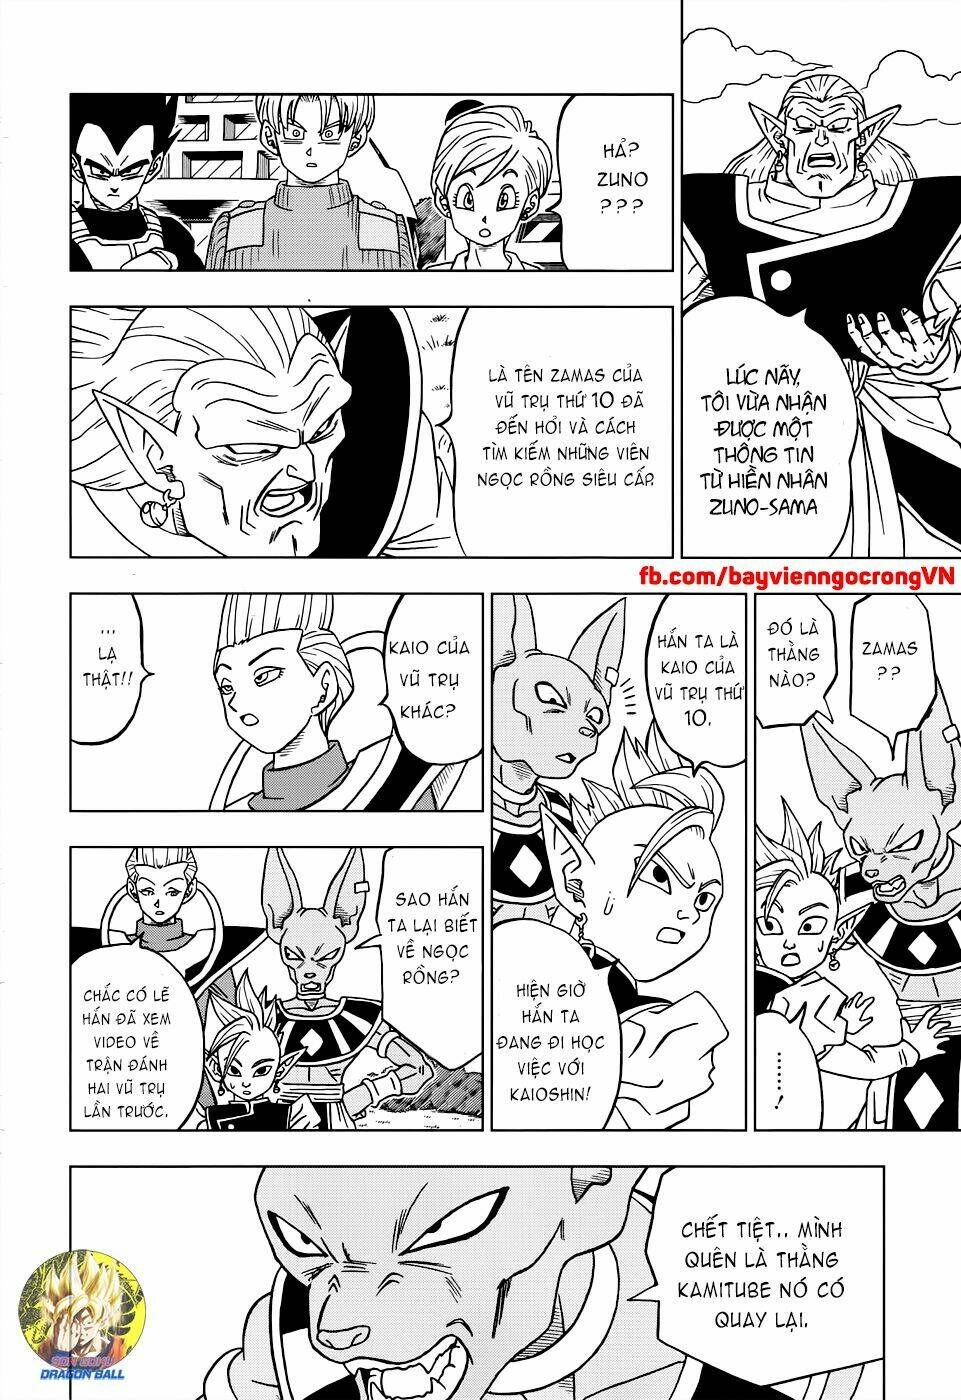 LÚC NÃY,
TÔI VỪA NHẬN
ĐƯỢC MỘT
THÔNG TIN
TỪ HIỀN NHÂN
ZUNO-SAMA
HẢ?
ZUNO
???
LÀ TÊN ZAMAS CỦA
VŨ TRỤ THỨ 10 ĐÃ
ĐẾN HỎI VÀ CÁCH
TÌM KIẾM NHỮNG VIÊN
NGỌC RỒNG SIÊU CẤP.
fb.com/bayvienngocrongVN
ZAMAS
??
ĐÓ LÀ
THẰNG
NÀO?
......!
HẮN TA LÀ
KAIO CỦA
VŨ TRỤ THỨ
10.
HIỆN GIỜ
HẮN TA
ĐANG ĐI HỌC
VIỆC VỚI
KAIOSHIN!
KAIO CỦA
VŨ TRỤ
KHÁC?
...
LẠ
THẬT!!
SAO HẮN
TA LẠI BIẾT
VỀ NGỌC
RỒNG?
CHẮC CÓ LẼ
HẮN ĐÃ XEM
VIDEO VỀ
TRẬN ĐÁNH
HAI VŨ TRỤ
LẦN TRƯỚC.
CHẾT TIỆT.. MÌNH
QUÊN LÀ THẰNG
KAMITUBE NÓ CÓ
QUAY LẠI.
SON GOKU
DRAGON BALL